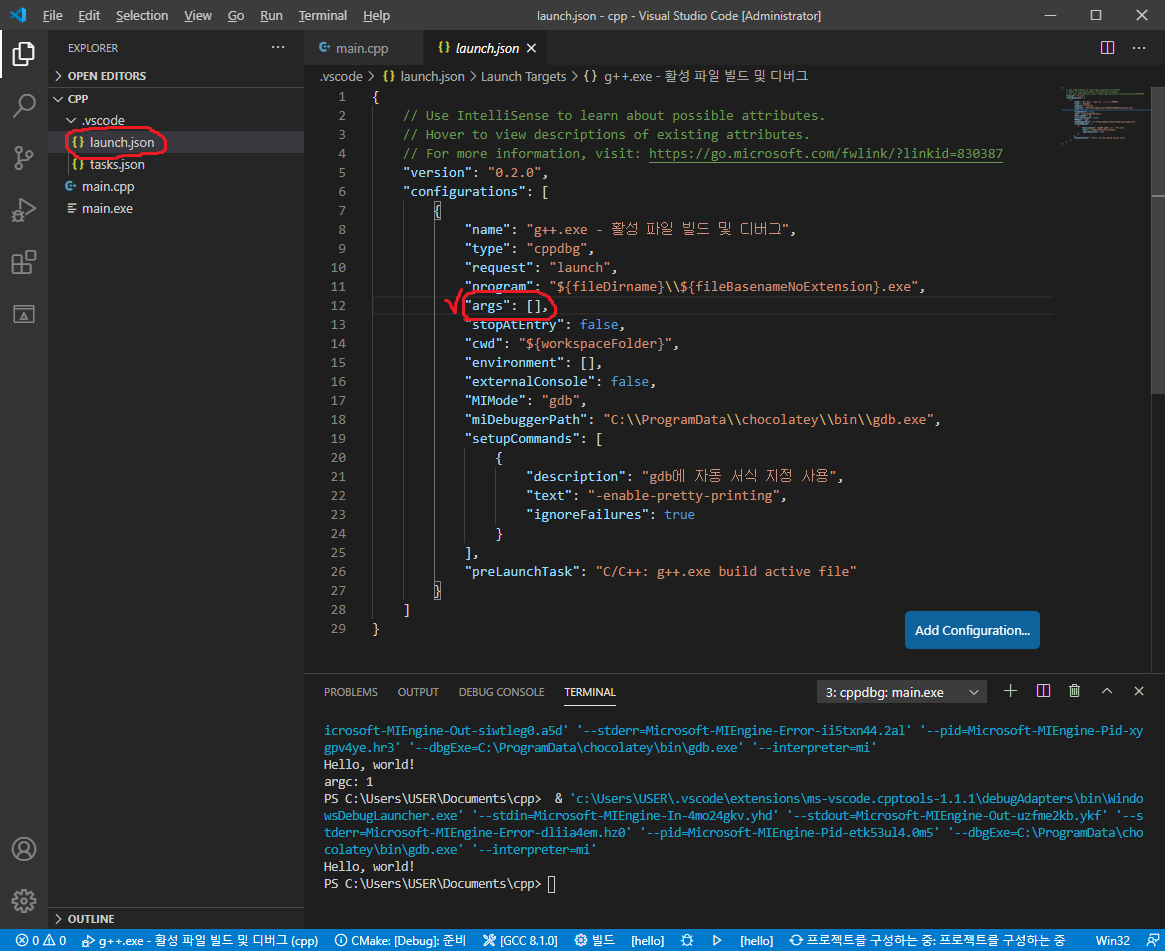 File Edit Selection View Go Run Terminal Help
launch.json - cpp - Visual Studio Code [Administrator]
EXPLORER
OPEN EDITORS
CPP
.vscode
{} launch.json
{} tasks.json
main.cpp
main.exe
OUTLINE
main.cpp
{} launch.json
.vscode > {} launch.json > Launch Targets > {} g++.exe - 활성 파일 빌드 및 디버그
1 {
2 // Use IntelliSense to learn about possible attributes.
3 // Hover to view descriptions of existing attributes.
4 // For more information, visit: https://go.microsoft.com/fwlink/?linkid=830387
5 "version": "0.2.0",
6 "configurations": [
7 {
8 "name": "g++.exe - 활성 파일 빌드 및 디버그",
9 "type": "cppdbg",
10 "request": "launch",
11 "program": "${fileDirname}\\${fileBasenameNoExtension}.exe",
12 "args": [],
13 "stopAtEntry": false,
14 "cwd": "${workspaceFolder}",
15 "environment": [],
16 "externalConsole": false,
17 "MIMode": "gdb",
18 "miDebuggerPath": "C:\\ProgramData\\chocolatey\\bin\\gdb.exe",
19 "setupCommands": [
20 {
21 "description": "gdb에 자동 서식 지정 사용",
22 "text": "-enable-pretty-printing",
23 "ignoreFailures": true
24 }
25 ],
26 "preLaunchTask": "C/C++: g++.exe build active file"
27 }
28 ]
29 }
Add Configuration...
PROBLEMS OUTPUT DEBUG CONSOLE TERMINAL
3: cppdbg: main.exe
icrosoft-MIEngine-Out-siwtleg0.a5d' '--stderr=Microsoft-MIEngine-Error-ii5txn44.2al' '--pid=Microsoft-MIEngine-Pid-xy
gpv4ye.hr3' '--dbgExe=C:\ProgramData\chocolatey\bin\gdb.exe' '--interpreter=mi'
Hello, world!
argc: 1
PS C:\Users\USER\Documents\cpp> & 'c:\Users\USER\.vscode\extensions\ms-vscode.cpptools-1.1.1\debugAdapters\bin\Windo
wsDebugLauncher.exe' '--stdin=Microsoft-MIEngine-In-4mo24gkv.yhd' '--stdout=Microsoft-MIEngine-Out-uzfme2kb.ykf' '--s
tderr=Microsoft-MIEngine-Error-dliia4em.hz0' '--pid=Microsoft-MIEngine-Pid-etk53ul4.0m5' '--dbgExe=C:\ProgramData\cho
colatey\bin\gdb.exe' '--interpreter=mi'
Hello, world!
PS C:\Users\USER\Documents\cpp>
0 0 g++.exe - 활성 파일 빌드 및 디버그 (cpp) CMake: [Debug]: 준비 [GCC 8.1.0] 빌드 [hello] [hello] 프로젝트를 구성하는 중: 프로젝트를 구성하는 중 Win32